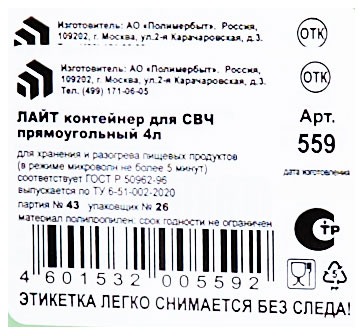 Изготовитель: АО «Полимербыт». Россия,
109202, г. Москва, ул.2-я Карачаровская, д.3.
ОТК
Изготовитель: АО «Полимербыт». Россия,
109202, г. Москва, ул.2-я Карачаровская, д.3
Тел. (499) 171-06-05
ОТК
ЛАЙТ контейнер для СВЧ
прямоугольный 4л
Арт.
559
для хранения и разогрева пищевых продуктов
(в режиме микроволн не более 5 минут)
соответствует ГОСТ Р 50962-96
выпускается по ТУ 6-51-002-2020
дата изготовления
партия № 43 упаковщик № 26
материал полипропилен, срок годности не ограничен
СТР
4 601532 005592
5
ЭТИКЕТКА ЛЕГКО СНИМАЕТСЯ БЕЗ СЛЕДА!